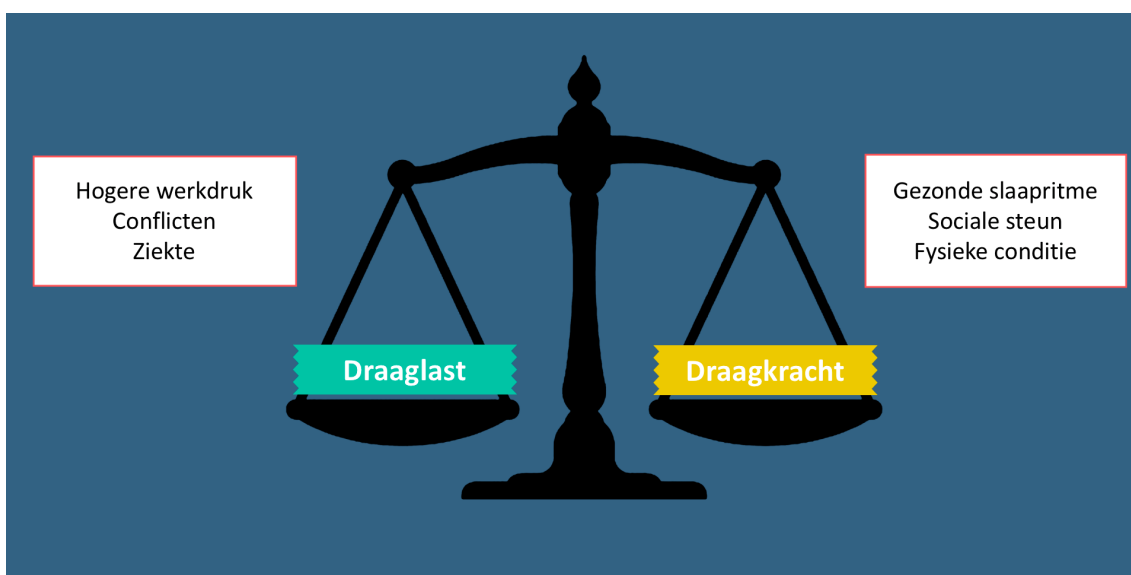 Hogere werkdruk
Conflicten
Ziekte
Gezonde slaapritme
Sociale steun
Fysieke conditie
Draaglast
Draagkracht